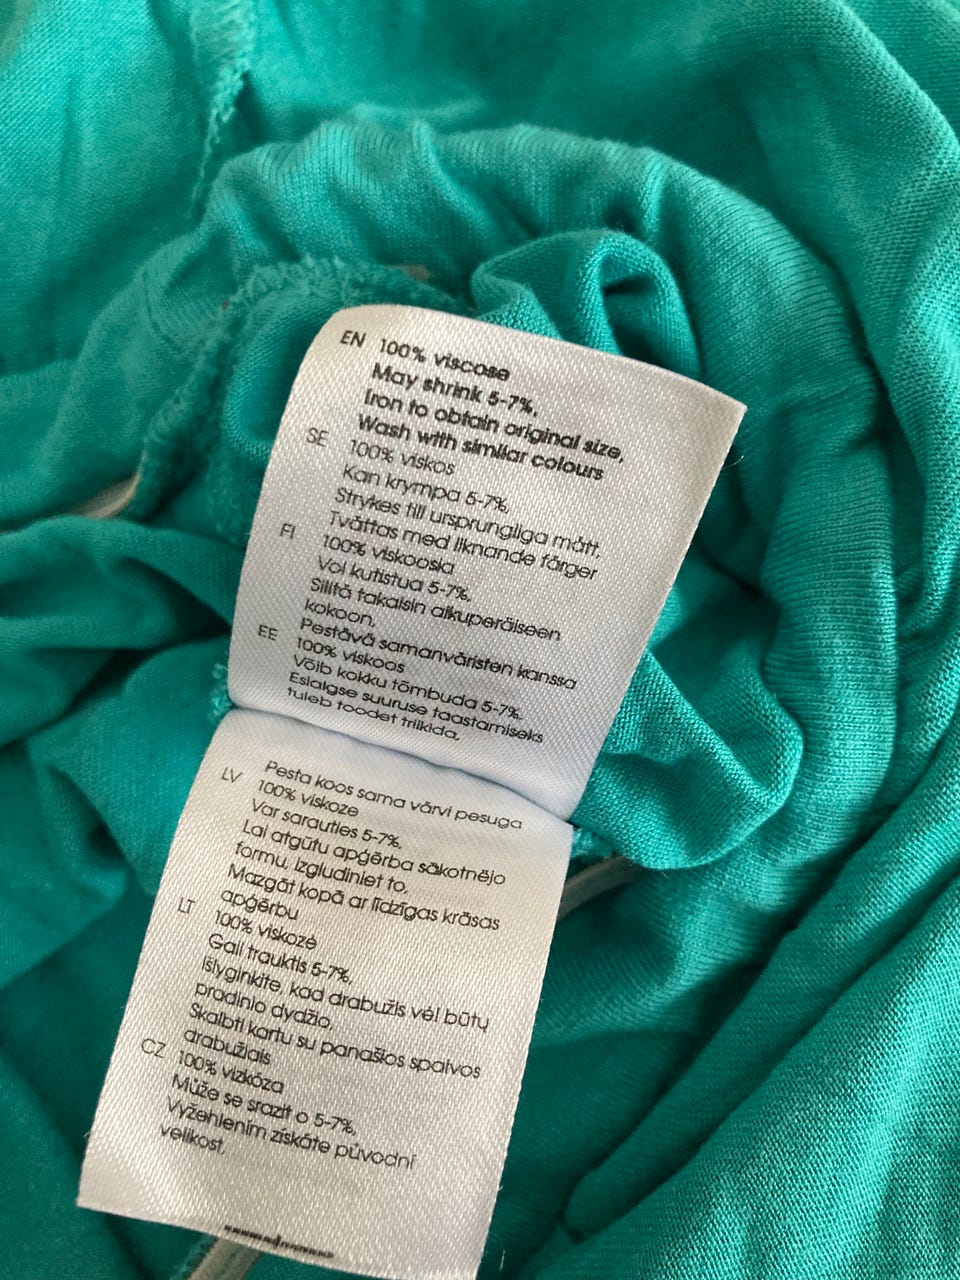 EN 100% viscose
May shrink 5-7%.
Iron to obtain original size.
Wash with similar colours
SE 100% viskos
Kan krympa 5-7%.
Strykes till ursprungliga mått.
Tvättas med liknande färger
FI 100% viskoosia
Voi kutistua 5-7%.
Silitä takaisin alkuperäiseen
kokoon.
Pestävä samanväristen kanssa
EE 100% viskoos
Võib kokku tõmbuda 5-7%.
Esialgse suuruse taastamiseks
tuleb toodet triikida.
Pesta koos sama värvi pesuga
LV 100% viskoze
Var sarauties 5-7%.
Lai atgūtu apģērba sākotnējo
formu, izgludiniet to.
Mazgāt kopā ar līdzīgas krāsas
apģērbu
LT 100% viskozė
Gali trauktis 5-7%.
Išlyginkite, kad drabužis vėl būtų
pradinio dydžio.
Skalbti kartu su panašios spalvos
drabužiais
CZ 100% vizkóza
Může se srazit o 5-7%.
Vyžehlením získáte původní
velikost.